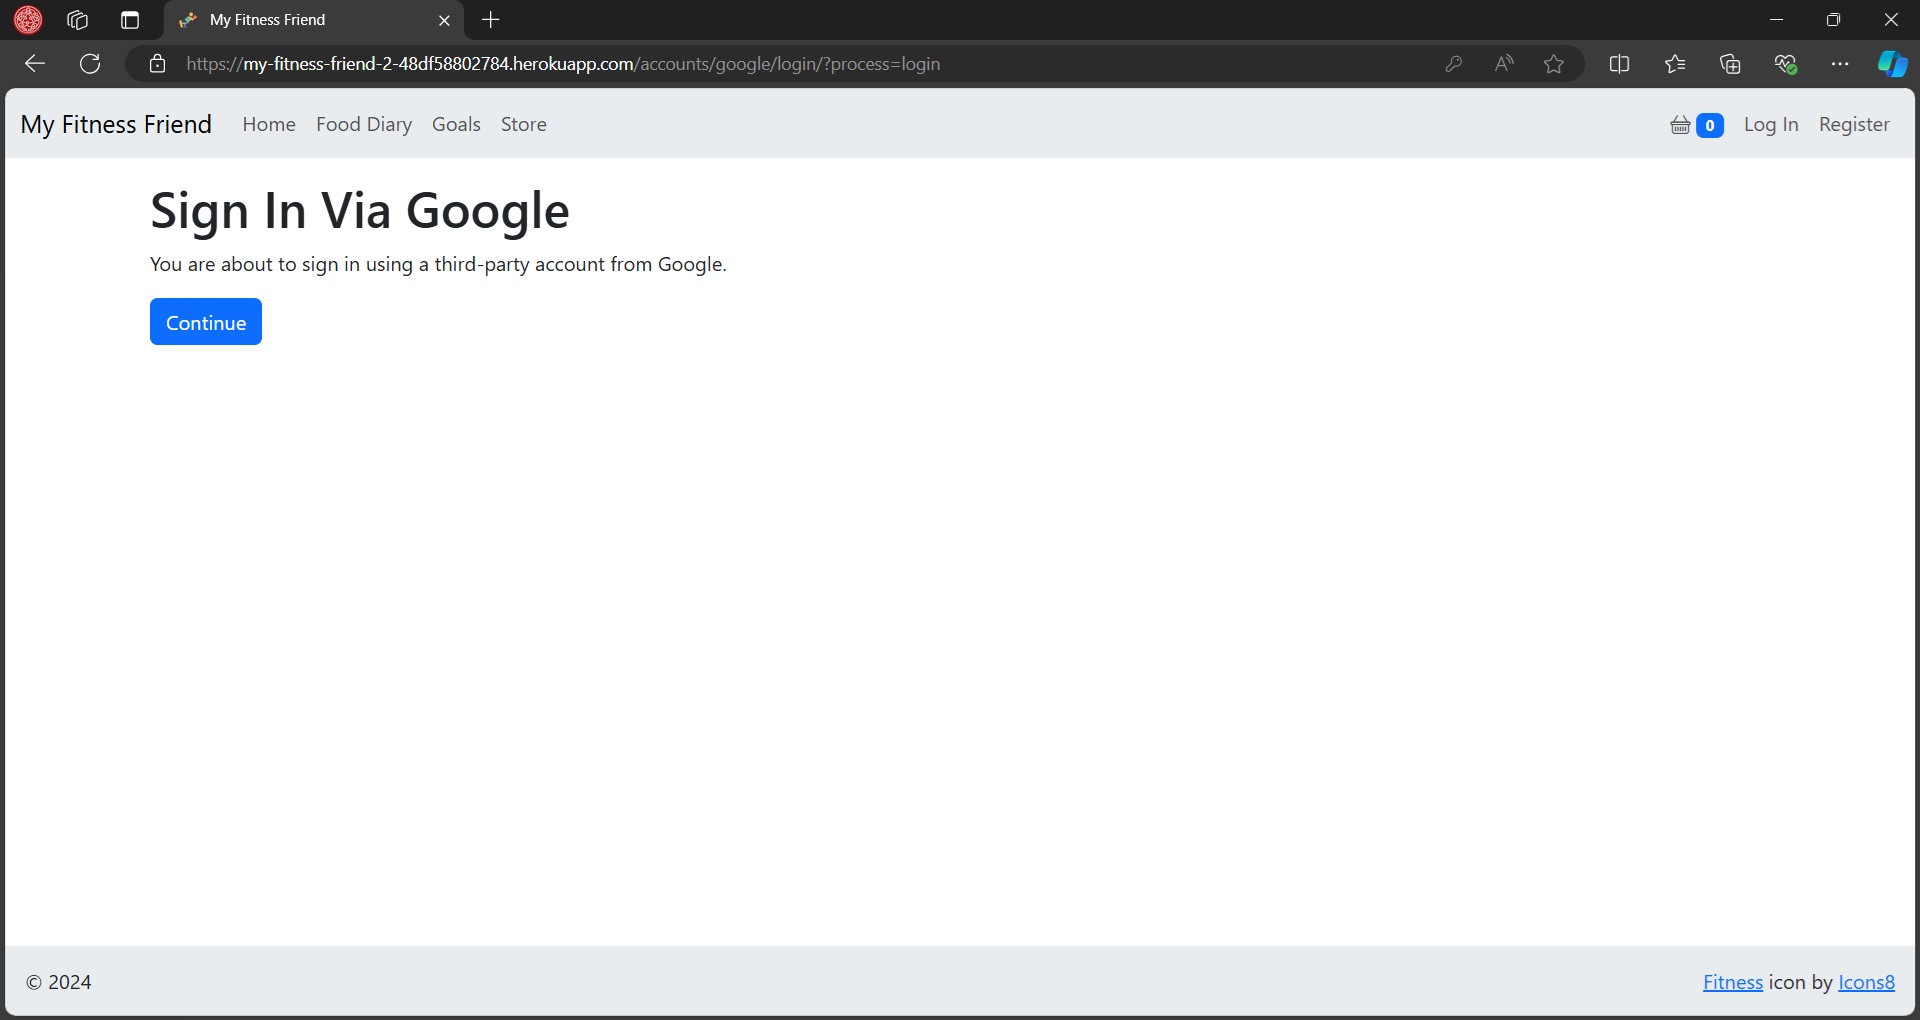 My Fitness Friend
https://my-fitness-friend-2-48df58802784.herokuapp.com/accounts/google/login/?process=login
My Fitness Friend Home Food Diary Goals Store 0 Log In Register
Sign In Via Google
You are about to sign in using a third-party account from Google.
Continue
© 2024 Fitness icon by Icons8